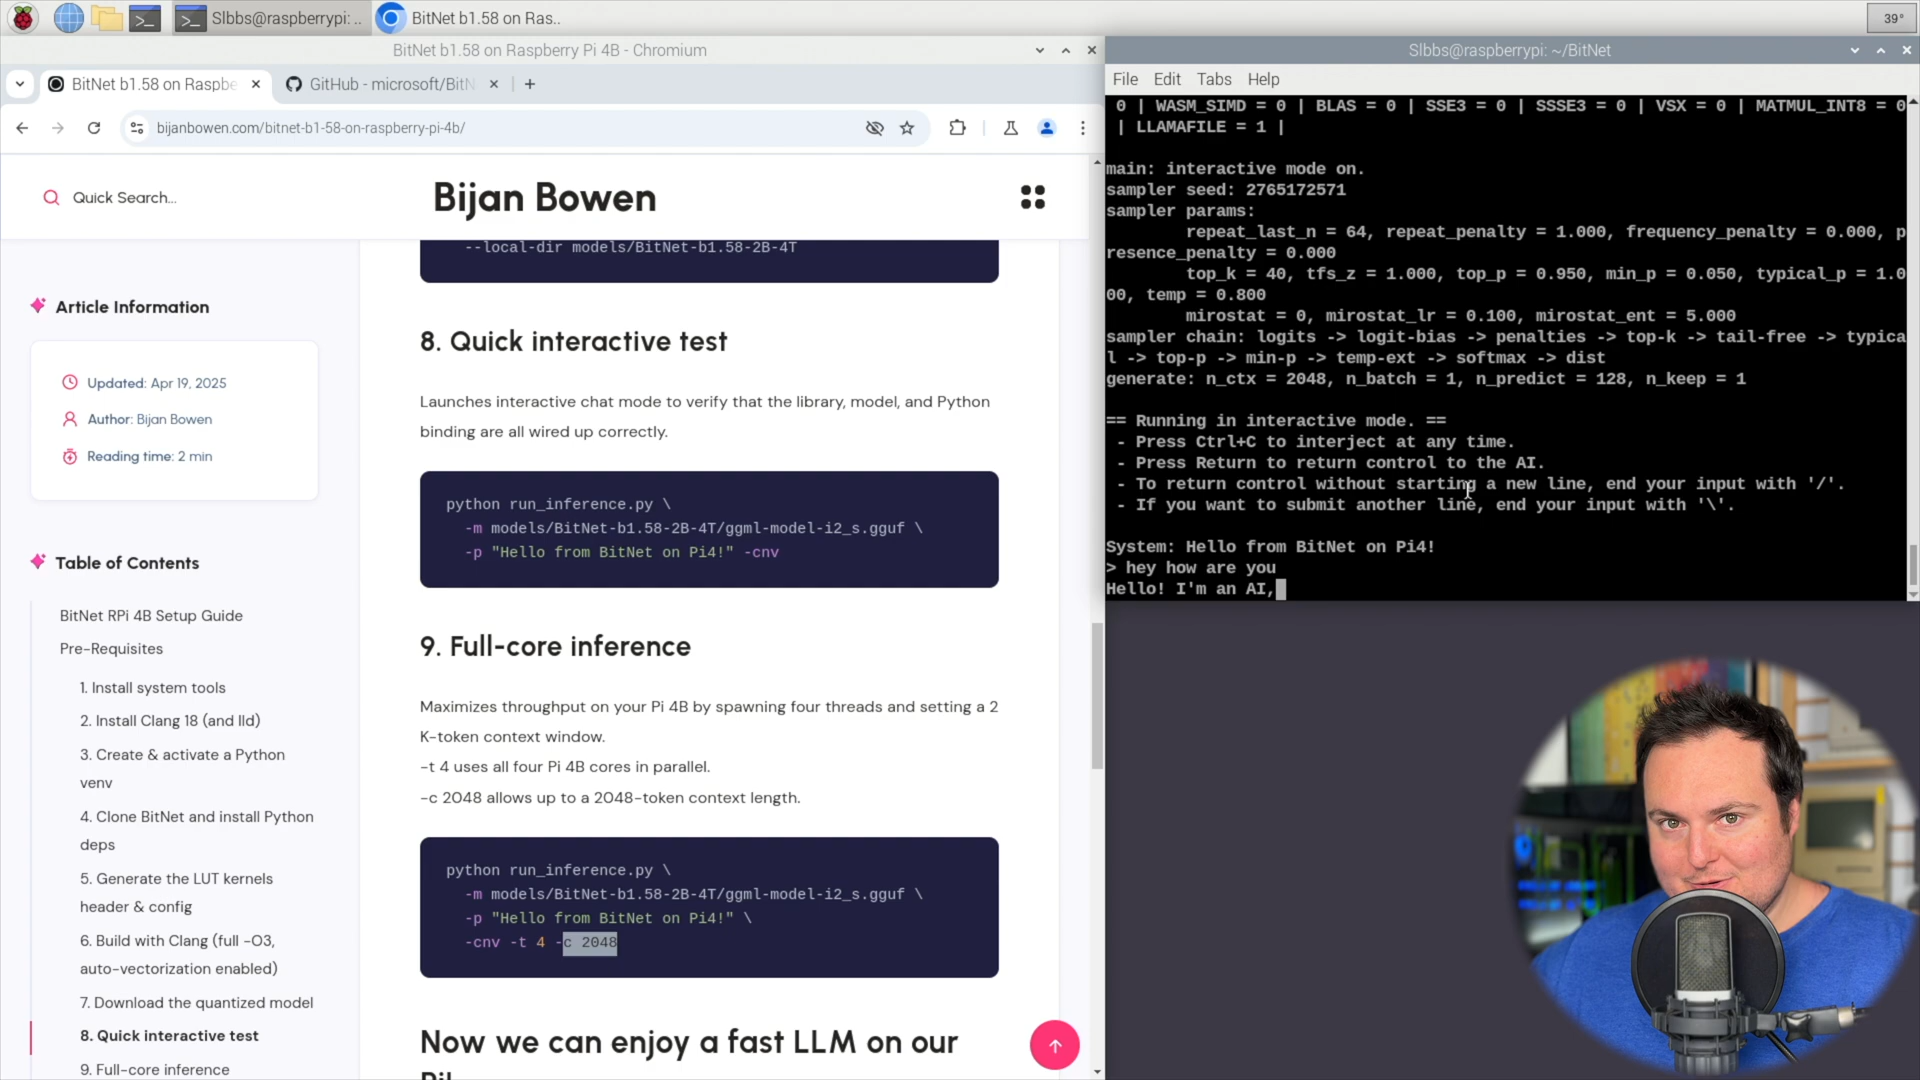 Slbbs@raspberrypi: ..
BitNet b1.58 on Ras..
39°
BitNet b1.58 on Raspberry Pi 4B - Chromium
BitNet b1.58 on Raspbe
GitHub - microsoft/BitN
bijanbowen.com/bitnet-b1-58-on-raspberry-pi-4b/
Quick Search...
Bijan Bowen
Article Information
Updated: Apr 19, 2025
Author: Bijan Bowen
Reading time: 2 min
Table of Contents
BitNet RPi 4B Setup Guide
Pre-Requisites
1. Install system tools
2. Install Clang 18 (and lld)
3. Create & activate a Python
venv
4. Clone BitNet and install Python
deps
5. Generate the LUT kernels
header & config
6. Build with Clang (full -O3,
auto-vectorization enabled)
7. Download the quantized model
8. Quick interactive test
9. Full-core inference
--local-dir models/BitNet-b1.58-2B-4T
8. Quick interactive test
Launches interactive chat mode to verify that the library, model, and Python
binding are all wired up correctly.
python run_inference.py \
-m models/BitNet-b1.58-2B-4T/ggml-model-i2_s.gguf \
-p "Hello from BitNet on Pi4!" -cnv
9. Full-core inference
Maximizes throughput on your Pi 4B by spawning four threads and setting a 2
K-token context window.
-t 4 uses all four Pi 4B cores in parallel.
-c 2048 allows up to a 2048-token context length.
python run_inference.py \
-m models/BitNet-b1.58-2B-4T/ggml-model-i2_s.gguf \
-p "Hello from BitNet on Pi4!" \
-cnv -t 4 -c 2048
Now we can enjoy a fast LLM on our
Slbbs@raspberrypi: ~/BitNet
File Edit Tabs Help
0 | WASM_SIMD = 0 | BLAS = 0 | SSE3 = 0 | SSSE3 = 0 | VSX = 0 | MATMUL_INT8 = 0
| LLAMAFILE = 1 |
main: interactive mode on.
sampler seed: 2765172571
sampler params:
repeat_last_n = 64, repeat_penalty = 1.000, frequency_penalty = 0.000, p
resence_penalty = 0.000
top_k = 40, tfs_z = 1.000, top_p = 0.950, min_p = 0.050, typical_p = 1.0
00, temp = 0.800
mirostat = 0, mirostat_lr = 0.100, mirostat_ent = 5.000
sampler chain: logits -> logit-bias -> penalties -> top-k -> tail-free -> typica
l -> top-p -> min-p -> temp-ext -> softmax -> dist
generate: n_ctx = 2048, n_batch = 1, n_predict = 128, n_keep = 1
== Running in interactive mode. ==
- Press Ctrl+C to interject at any time.
- Press Return to return control to the AI.
- To return control without starting a new line, end your input with '/'.
- If you want to submit another line, end your input with '\'.
System: Hello from BitNet on Pi4!
> hey how are you
Hello! I'm an AI,